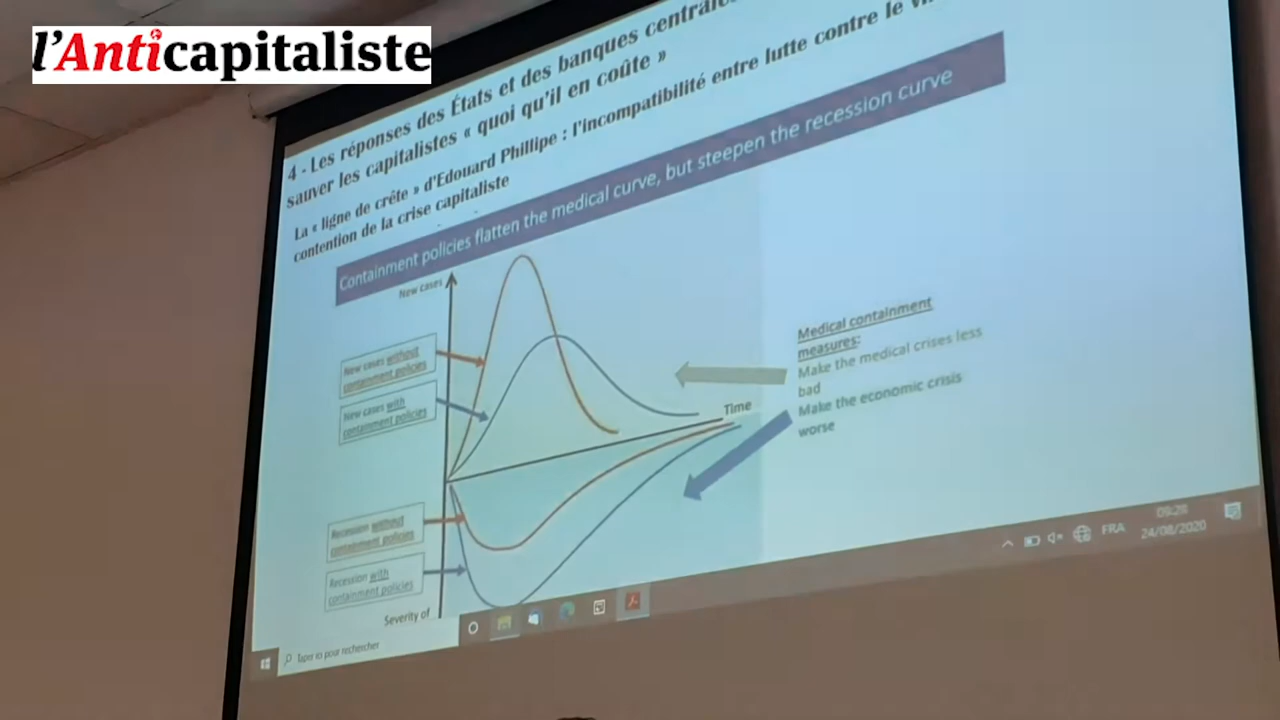 l'Anticapitaliste
4 - Les réponses des États et des banques centrales
sauver les capitalistes « quoi qu'il en coûte »
La « ligne de crête » d'Edouard Phillipe : l'incompatibilité entre lutte contre le
contention de la crise capitaliste
Containment policies flatten the medical curve, but steepen the recession curve
New cases
New cases without
containment policies
New cases with
containment policies
Time
Medical containment
measures:
Make the medical crises less
bad
Make the economic crisis
worse
Recession without
containment policies
Recession with
containment policies
Severity of
Taper ici pour rechercher
FRA
09:28
24/08/2020